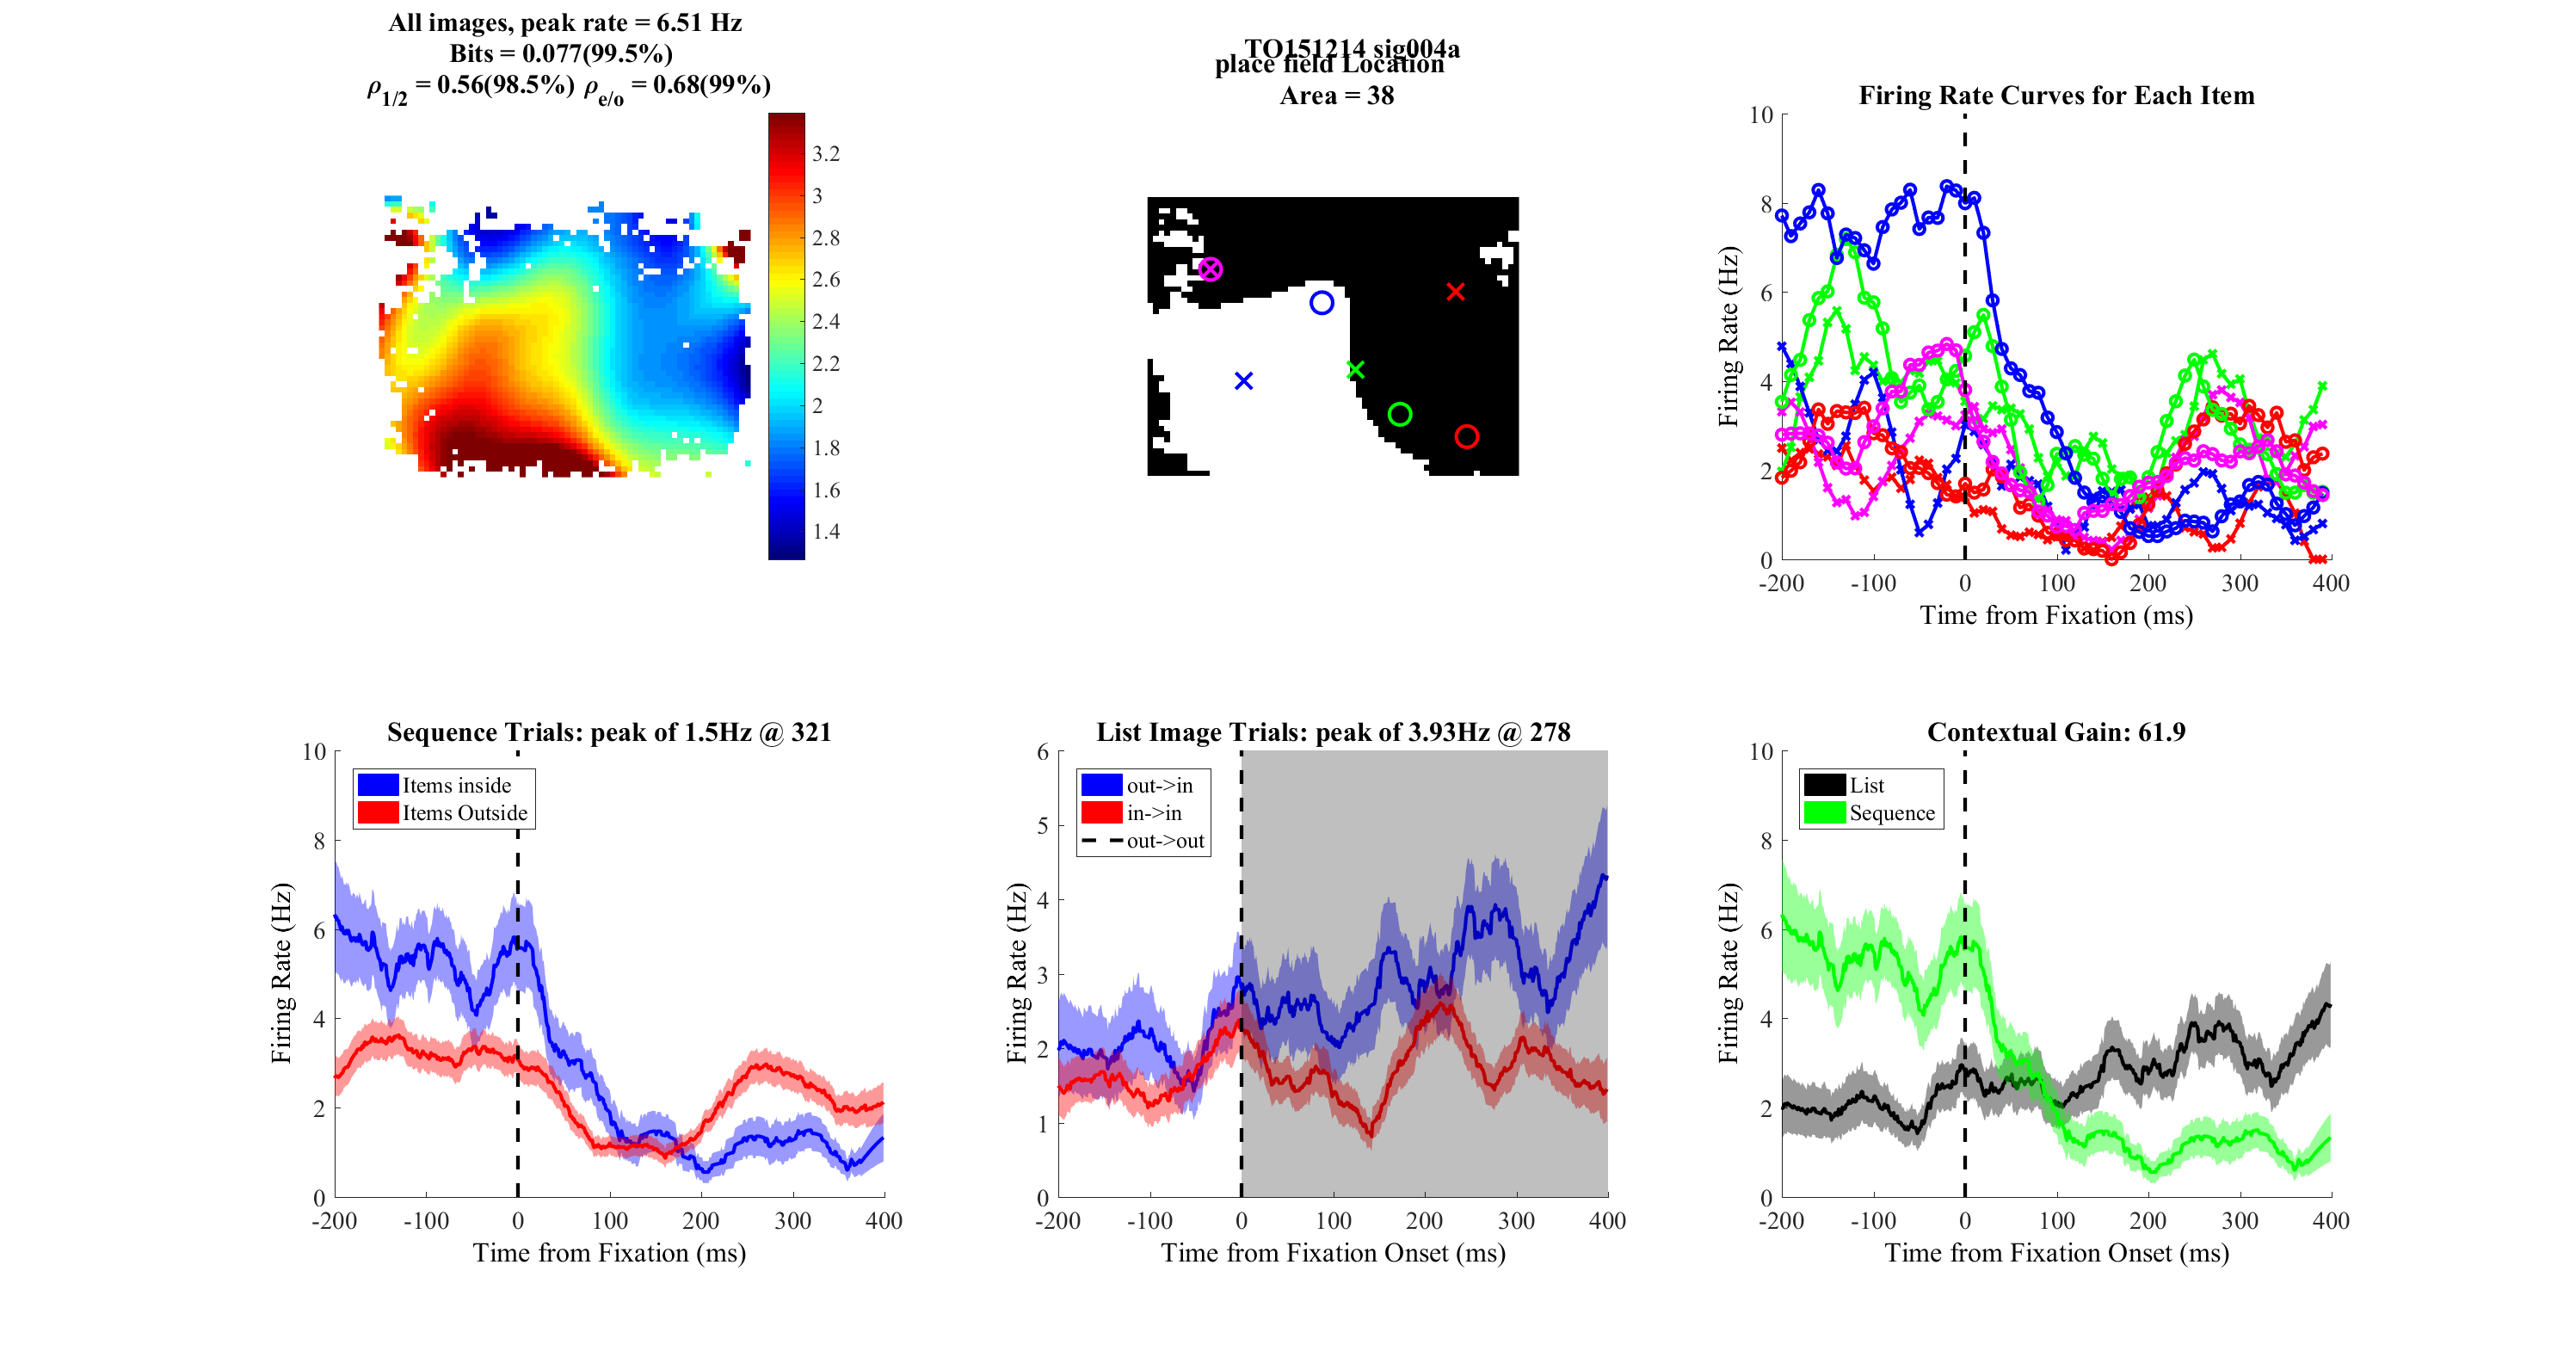 All images, peak rate = 6.51 Hz
Bits = 0.077(99.5%)
ρ1/2 = 0.56(98.5%) ρe/o = 0.68(99%)
3.2
3
2.8
2.6
2.4
2.2
2
1.8
1.6
1.4
TO151214 sig004a
place field Location
Area = 38
Firing Rate Curves for Each Item
10
8
6
4
2
0
Firing Rate (Hz)
-200 -100 0 100 200 300 400
Time from Fixation (ms)
Sequence Trials: peak of 1.5Hz @ 321
Items inside
Items Outside
10
8
6
4
2
0
Firing Rate (Hz)
-200 -100 0 100 200 300 400
Time from Fixation (ms)
List Image Trials: peak of 3.93Hz @ 278
out->in
in->in
out->out
6
5
4
3
2
1
0
Firing Rate (Hz)
-200 -100 0 100 200 300 400
Time from Fixation Onset (ms)
Contextual Gain: 61.9
List
Sequence
10
8
6
4
2
0
Firing Rate (Hz)
-200 -100 0 100 200 300 400
Time from Fixation Onset (ms)